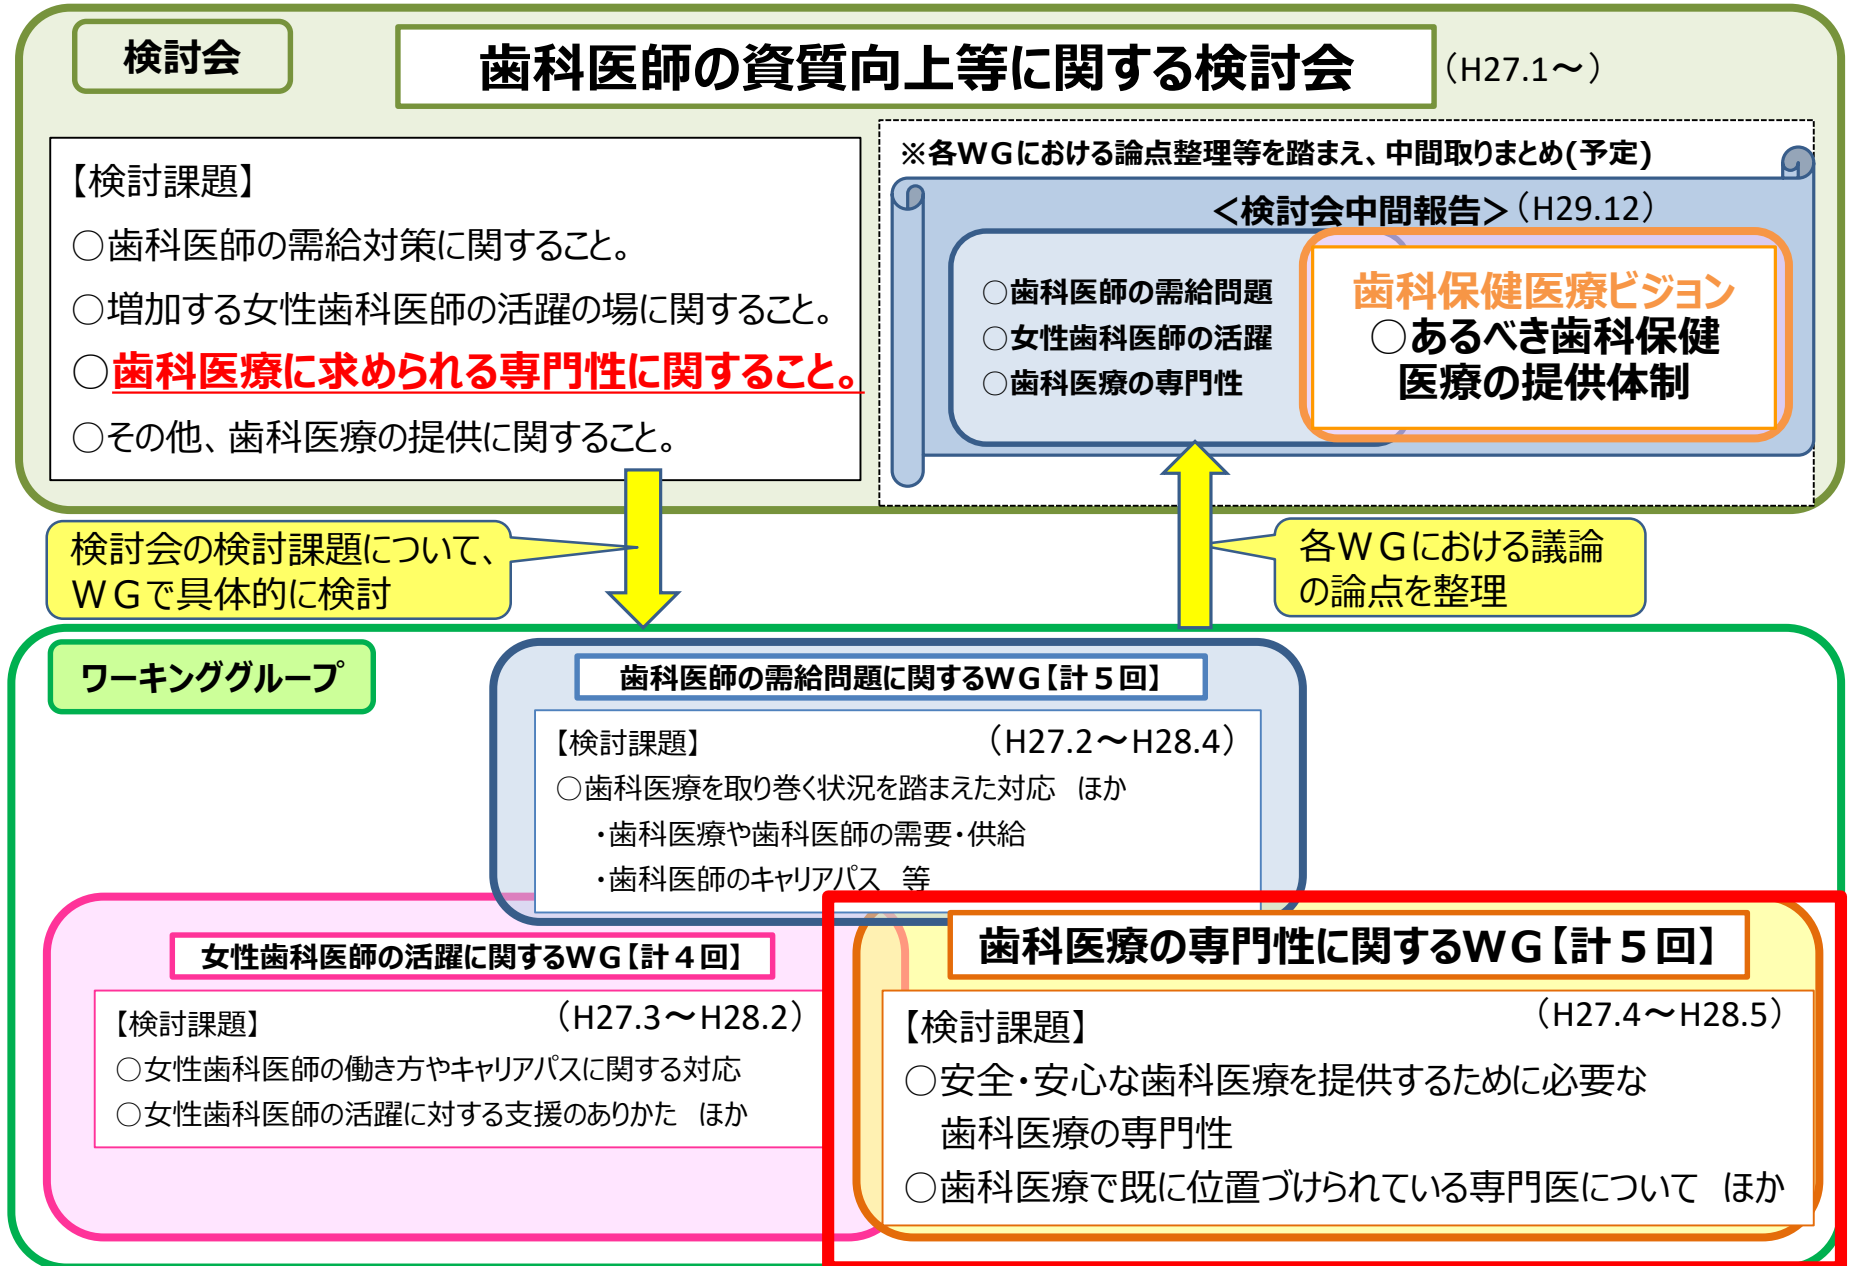 検討会
歯科医師の資質向上等に関する検討会
（H27.1～）
【検討課題】
○歯科医師の需給対策に関すること。
○増加する女性歯科医師の活躍の場に関すること。
○歯科医療に求められる専門性に関すること。
○その他、歯科医療の提供に関すること。
※各WGにおける論点整理等を踏まえ、中間取りまとめ(予定)
＜検討会中間報告＞（H29.12）
○歯科医師の需給問題
○女性歯科医師の活躍
○歯科医療の専門性
歯科保健医療ビジョン
○あるべき歯科保健
医療の提供体制
検討会の検討課題について、
ＷＧで具体的に検討
各ＷＧにおける議論
の論点を整理
ワーキンググループ
歯科医師の需給問題に関するWG【計５回】
【検討課題】
（H27.2～H28.4）
○歯科医療を取り巻く状況を踏まえた対応　ほか
・歯科医療や歯科医師の需要・供給
・歯科医師のキャリアパス　等
女性歯科医師の活躍に関するWG【計４回】
【検討課題】
（H27.3～H28.2）
○女性歯科医師の働き方やキャリアパスに関する対応
○女性歯科医師の活躍に対する支援のありかた　ほか
歯科医療の専門性に関するWG【計５回】
【検討課題】
（H27.4～H28.5）
○安全・安心な歯科医療を提供するために必要な
歯科医療の専門性
○歯科医療で既に位置づけられている専門医について　ほか